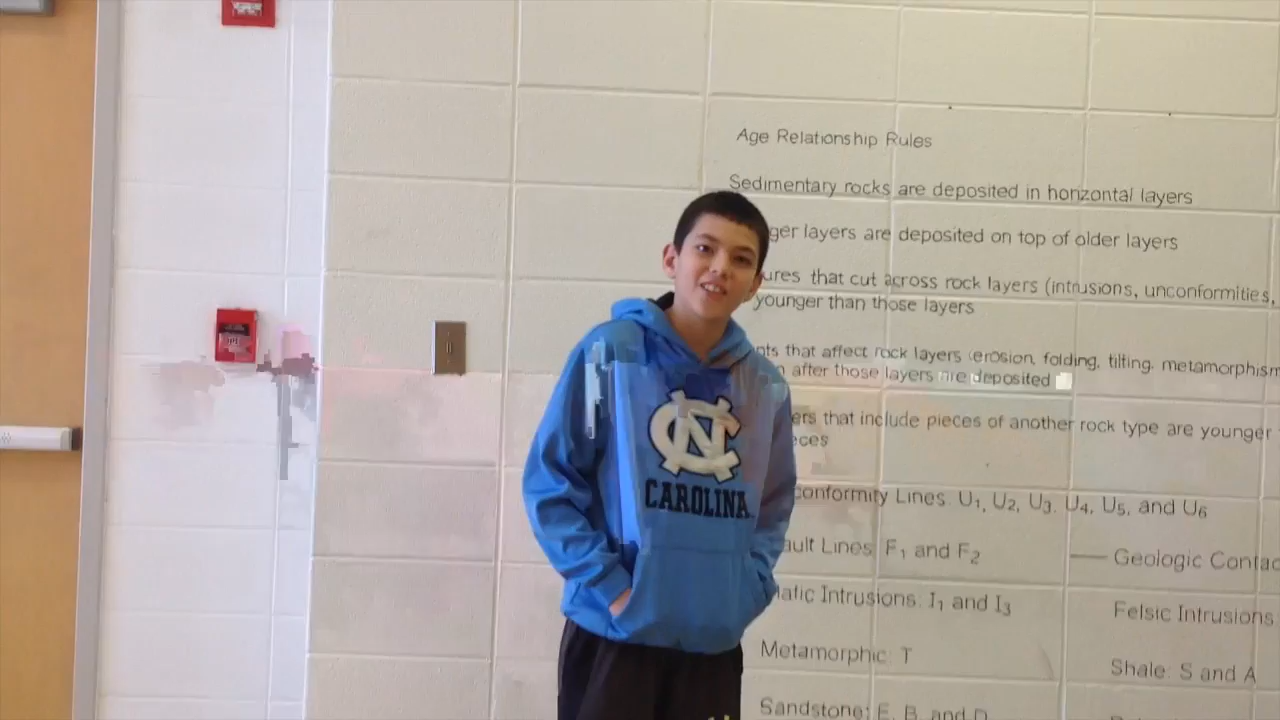 Age Relationship Rules
Sedimentary rocks are deposited in horizontal layers
ger layers are deposited on top of older layers
ures that cut across rock layers (intrusions, unconformities,
younger than those layers
nts that affect rock layers (erosion, folding, tilting, metamorphism
after those layers are deposited
ers that include pieces of another rock type are younger
eces
NC
CAROLINA
conformity Lines: U₁, U₂, U₃, U₄, U₅, and U₆
ault Lines: F₁ and F₂
Geologic Contac
atic Intrusions: I₁ and I₃
Felsic Intrusions
Metamorphic: T
Shale: S and A
Sandstone: E, B, and D